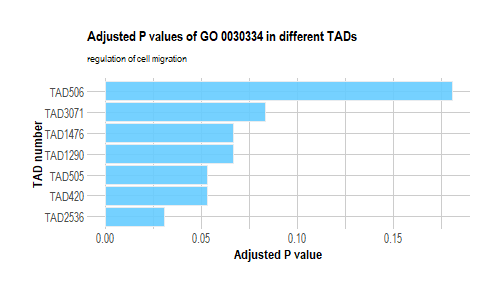 Adjusted P values of GO 0030334 in different TADs
regulation of cell migration
TAD number
TAD506
TAD3071
TAD1476
TAD1290
TAD505
TAD420
TAD2536
0.00 0.05 0.10 0.15
Adjusted P value